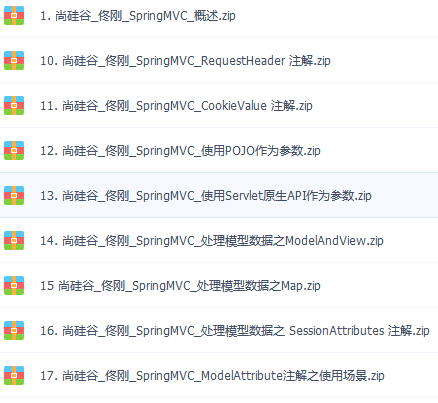 1. 尚硅谷_佟刚_SpringMVC_概述.zip
10. 尚硅谷_佟刚_SpringMVC_RequestHeader 注解.zip
11. 尚硅谷_佟刚_SpringMVC_CookieValue 注解.zip
12. 尚硅谷_佟刚_SpringMVC_使用POJO作为参数.zip
13. 尚硅谷_佟刚_SpringMVC_使用Servlet原生API作为参数.zip
14. 尚硅谷_佟刚_SpringMVC_处理模型数据之ModelAndView.zip
15 尚硅谷_佟刚_SpringMVC_处理模型数据之Map.zip
16. 尚硅谷_佟刚_SpringMVC_处理模型数据之 SessionAttributes 注解.zip
17. 尚硅谷_佟刚_SpringMVC_ModelAttribute注解之使用场景.zip